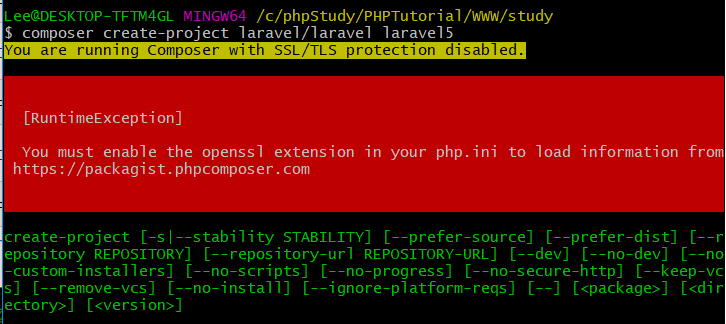 Lee@DESKTOP-TFTM4GL MINGW64 /c/phpStudy/PHPTutorial/WWW/study
$ composer create-project laravel/laravel laravel5
You are running Composer with SSL/TLS protection disabled.
[RuntimeException]
You must enable the openssl extension in your php.ini to load information from
https://packagist.phpcomposer.com
create-project [-s|--stability STABILITY] [--prefer-source] [--prefer-dist] [--r
epository REPOSITORY] [--repository-url REPOSITORY-URL] [--dev] [--no-dev] [--no
-custom-installers] [--no-scripts] [--no-progress] [--no-secure-http] [--keep-vc
s] [--remove-vcs] [--no-install] [--ignore-platform-reqs] [--] [<package>] [<dir
ectory>] [<version>]